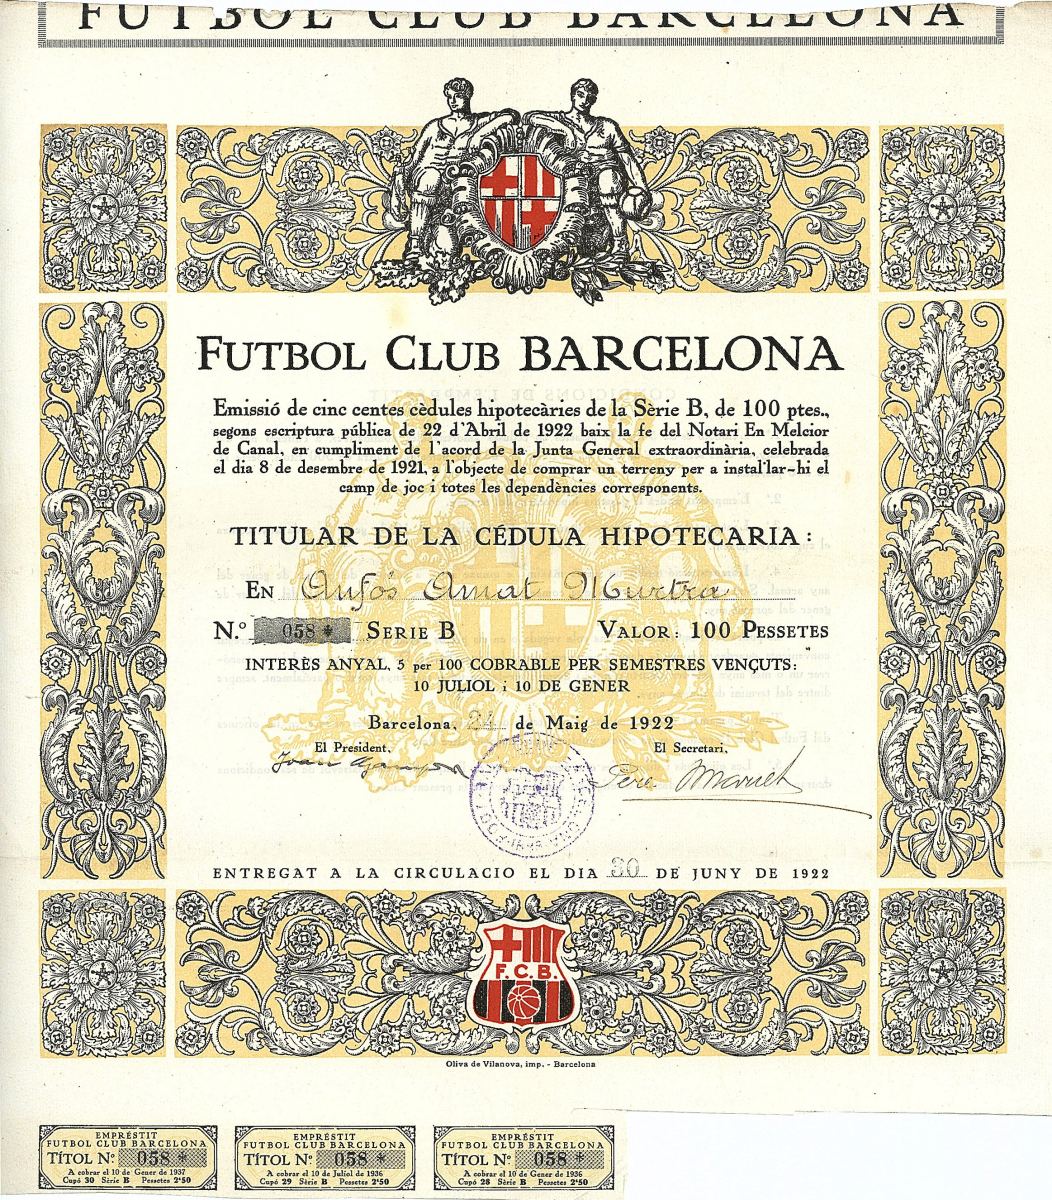 FUTBOL CLUB BARCELONA
FUTBOL CLUB BARCELONA
Emissió de cinc centes cèdules hipotecàries de la Sèrie B, de 100 ptes.,
segons escriptura pública de 22 d'Abril de 1922 baix la fe del Notari En Melcior
de Canal, en cumpliment de l'acord de la Junta General extraordinària, celebrada
el dia 8 de desembre de 1921, a l'objecte de comprar un terreny per a instal'lar-hi el
camp de joc i totes les dependències corresponents.
TITULAR DE LA CÉDULA HIPOTECARIA:
EN Anfós Amat Murtra
N.º 058 * SERIE B VALOR: 100 PESSETES
INTERÈS ANYAL, 5 per 100 COBRABLE PER SEMESTRES VENÇUTS:
10 JULIOL i 10 DE GENER
Barcelona, 24 de Maig de 1922
El President, El Secretari,
Joan Gamper Pere
ENTREGAT A LA CIRCULACIO EL DIA 30 DE JUNY DE 1922
F.C.B.
Oliva de Vilanova, imp. - Barcelona
EMPRÉSTIT
FUTBOL CLUB BARCELONA
TÍTOL Nº 058 *
A cobrar el 10 de Gener de 1937
Cupó 30 Sèrie B Pessetes 2'50
EMPRÉSTIT
FUTBOL CLUB BARCELONA
TÍTOL Nº 058 *
A cobrar el 10 de Juliol de 1936
Cupó 29 Sèrie B Pessetes 2'50
EMPRÉSTIT
FUTBOL CLUB BARCELONA
TÍTOL Nº 058 *
A cobrar el 10 de Gener de 1936
Cupó 28 Sèrie B Pessetes 2'50